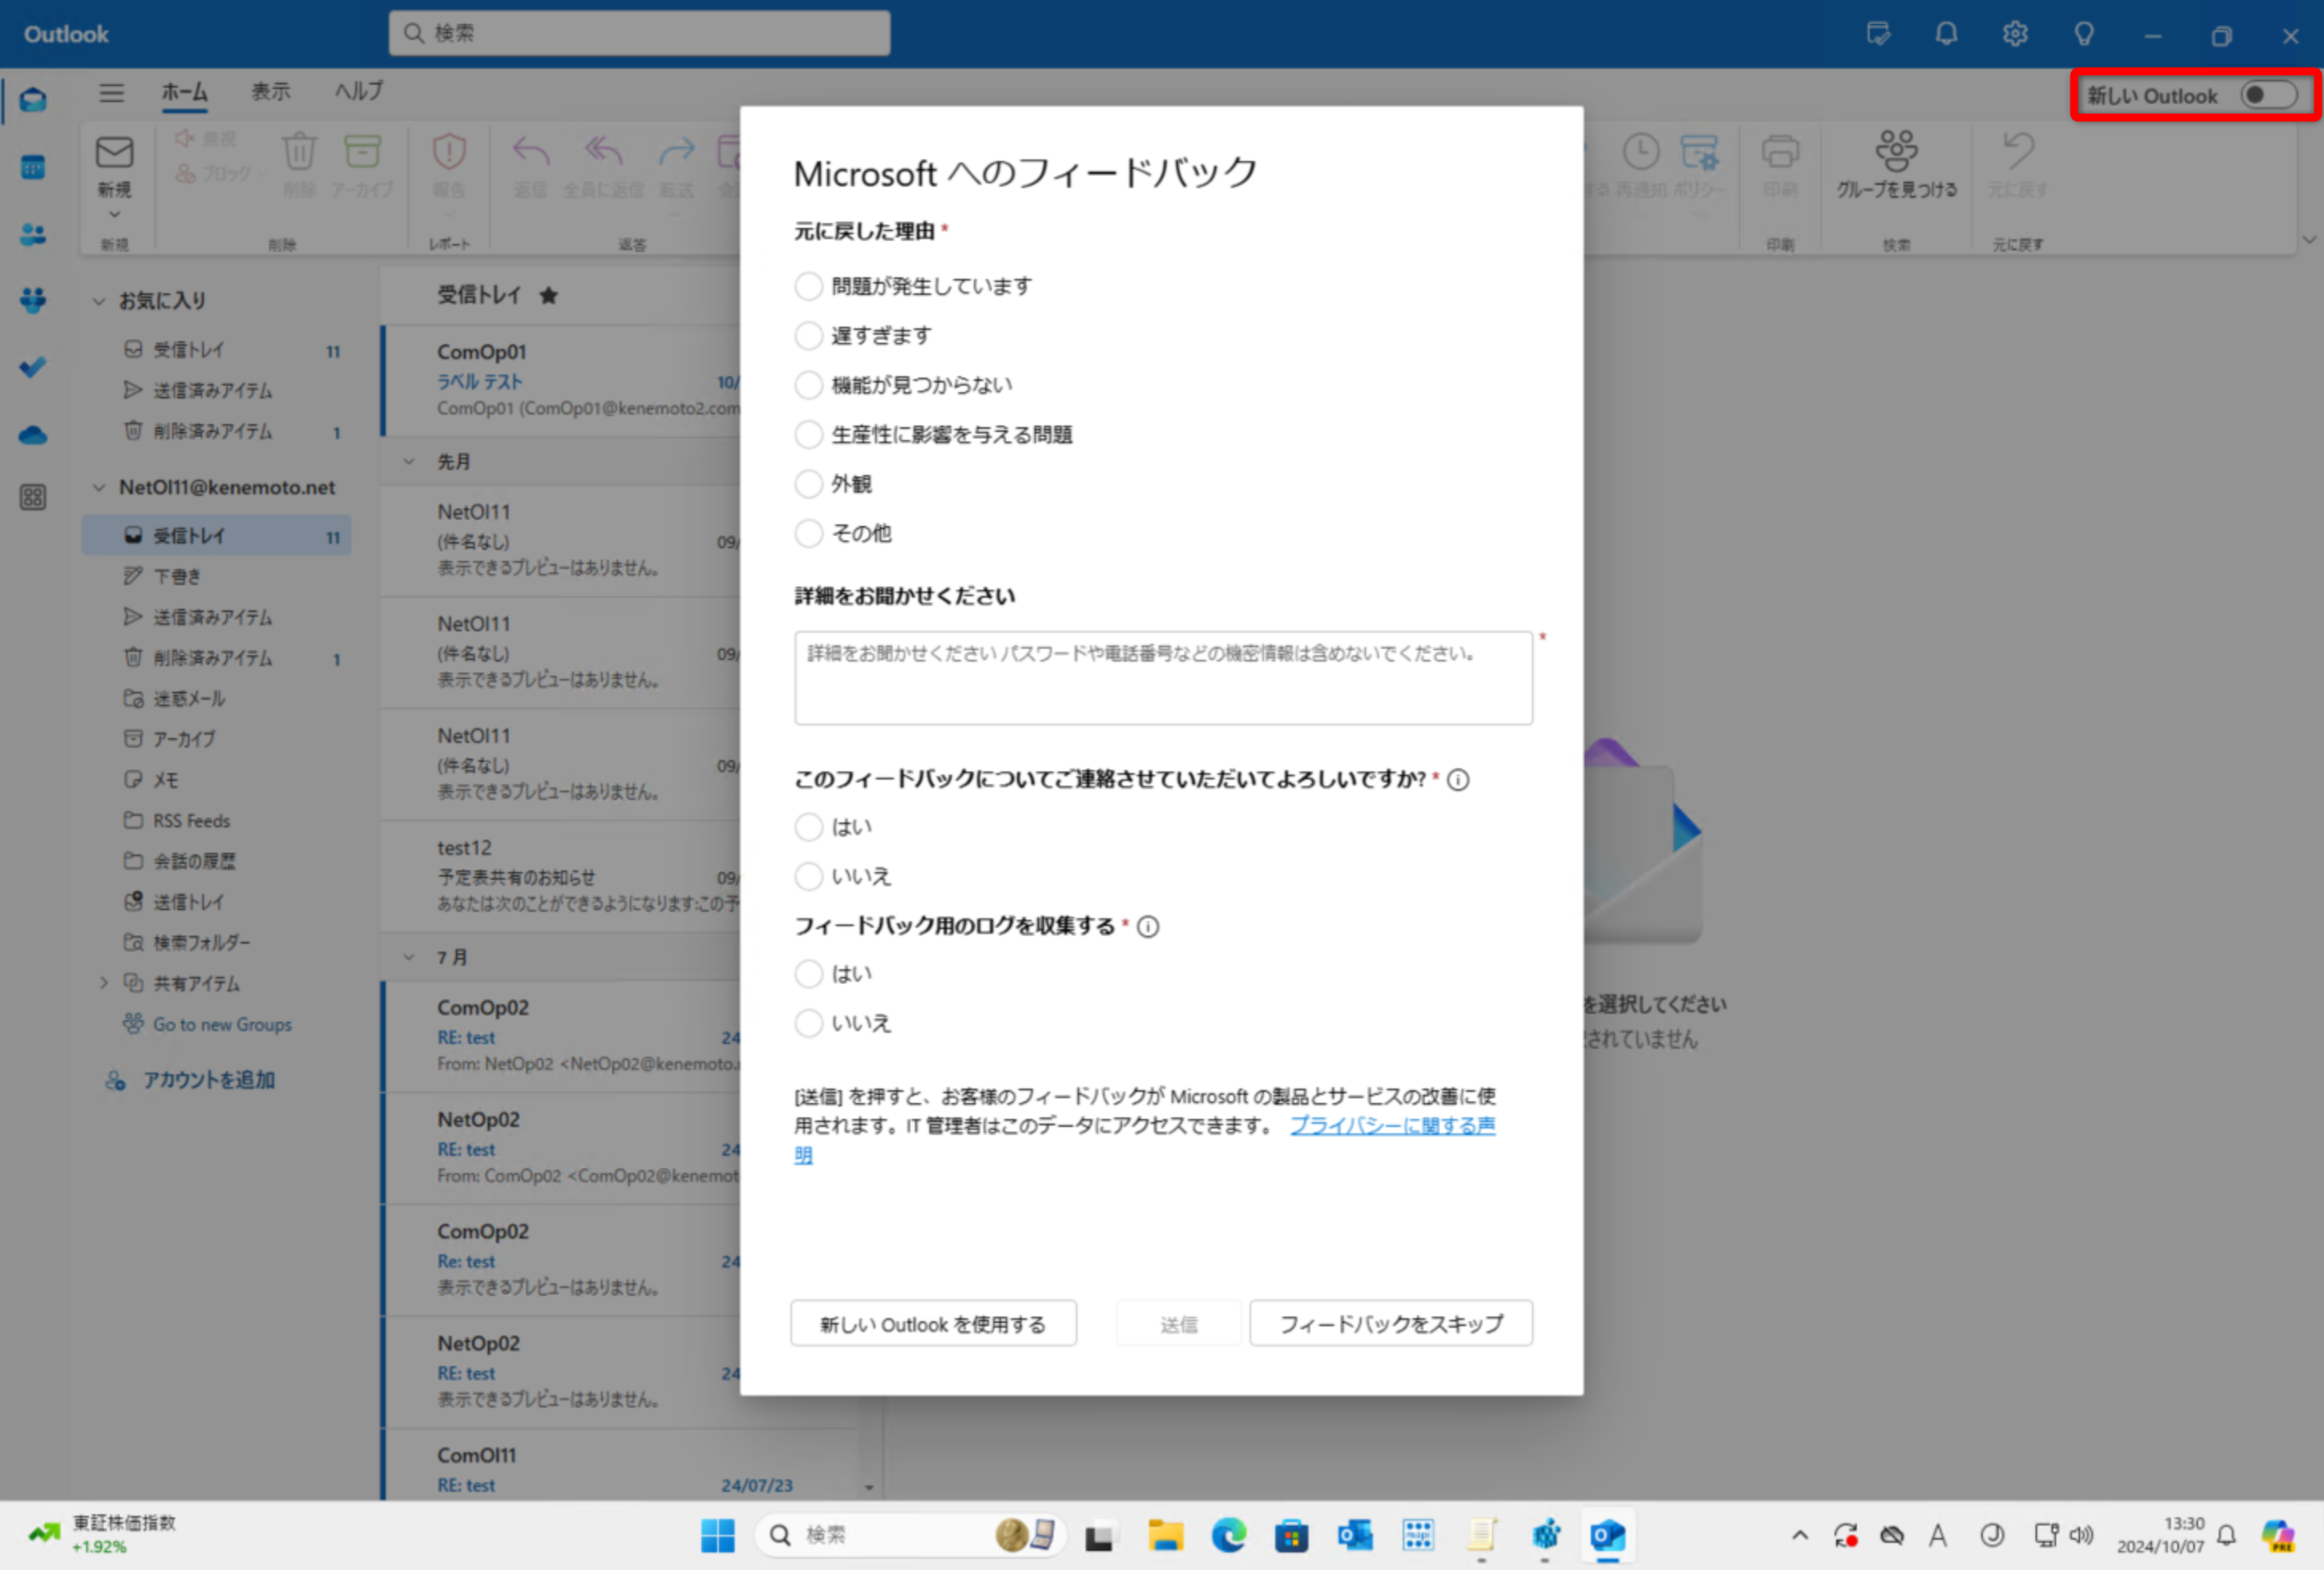 Outlook
検索
ホーム
表示
ヘルプ
新しい Outlook
新規
無視
ブロック
削除
アーカイブ
報告
返信
全員に返信
転送
再通知
ポリシー
印刷
グループを見つける
元に戻す
新規
削除
レポート
返答
印刷
検索
元に戻す
お気に入り
受信トレイ 11
送信済みアイテム
削除済みアイテム 1
NetOl11@kenemoto.net
受信トレイ 11
下書き
送信済みアイテム
削除済みアイテム 1
迷惑メール
アーカイブ
メモ
RSS Feeds
会話の履歴
送信トレイ
検索フォルダー
共有アイテム
Go to new Groups
アカウントを追加
受信トレイ ★
ComOp01
ラベル テスト 10/
ComOp01 (ComOp01@kenemoto2.com
先月
NetOl11
(件名なし) 09/
表示できるプレビューはありません。
NetOl11
(件名なし) 09/
表示できるプレビューはありません。
NetOl11
(件名なし) 09/
表示できるプレビューはありません。
test12
予定表共有のお知らせ 09/
あなたは次のことができるようになります:この予
7 月
ComOp02
RE: test 24
From: NetOp02 <NetOp02@kenemoto.
NetOp02
RE: test 24
From: ComOp02 <ComOp02@kenemot
ComOp02
Re: test 24
表示できるプレビューはありません。
NetOp02
RE: test 24
表示できるプレビューはありません。
ComOl11
RE: test 24/07/23
Microsoft へのフィードバック
元に戻した理由 *
問題が発生しています
遅すぎます
機能が見つからない
生産性に影響を与える問題
外観
その他
詳細をお聞かせください
詳細をお聞かせください パスワードや電話番号などの機密情報は含めないでください。 *
このフィードバックについてご連絡させていただいてよろしいですか? *
はい
いいえ
フィードバック用のログを収集する *
はい
いいえ
[送信] を押すと、お客様のフィードバックが Microsoft の製品とサービスの改善に使
用されます。IT 管理者はこのデータにアクセスできます。 プライバシーに関する声
明
新しい Outlook を使用する
送信
フィードバックをスキップ
を選択してください
されていません
東証株価指数
+1.92%
検索
A
13:30
2024/10/07
PRE